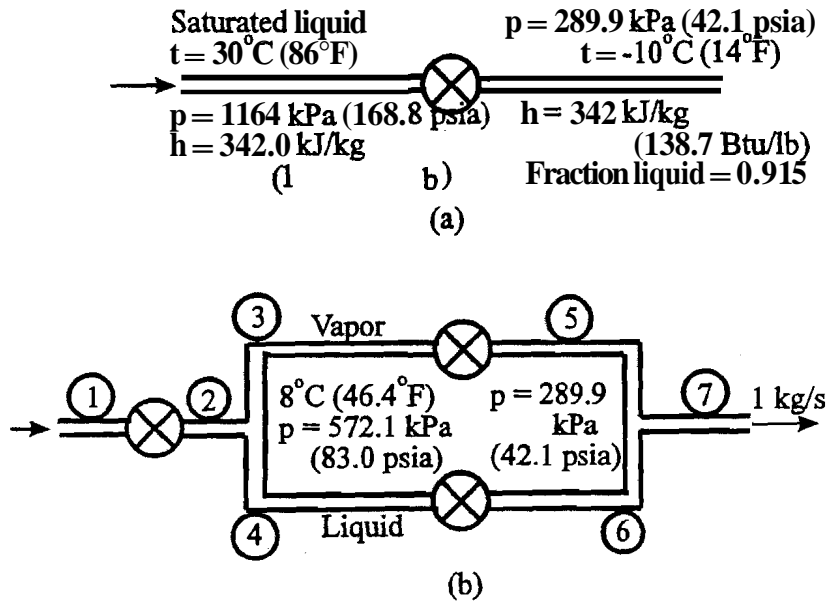 Saturated liquid
t = 30°C (86°F)
p = 289.9 kPa (42.1 psia)
t = -10°C (14°F)
p = 1164 kPa (168.8 psia)
h = 342.0 kJ/kg
(1 b)
h = 342 kJ/kg
(138.7 Btu/lb)
Fraction liquid = 0.915
(a)
3
Vapor
5
1
2
8°C (46.4°F)
p = 572.1 kPa
(83.0 psia)
p = 289.9
kPa
(42.1 psia)
7
1 kg/s
4
Liquid
6
(b)